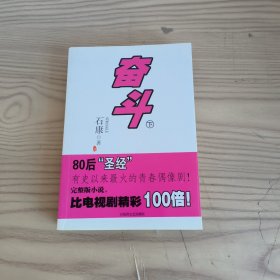 奋斗
下
石康
著
80后“圣经”
有史以来最火的青春偶像剧!
完整版小说,
比电视剧精彩100倍!